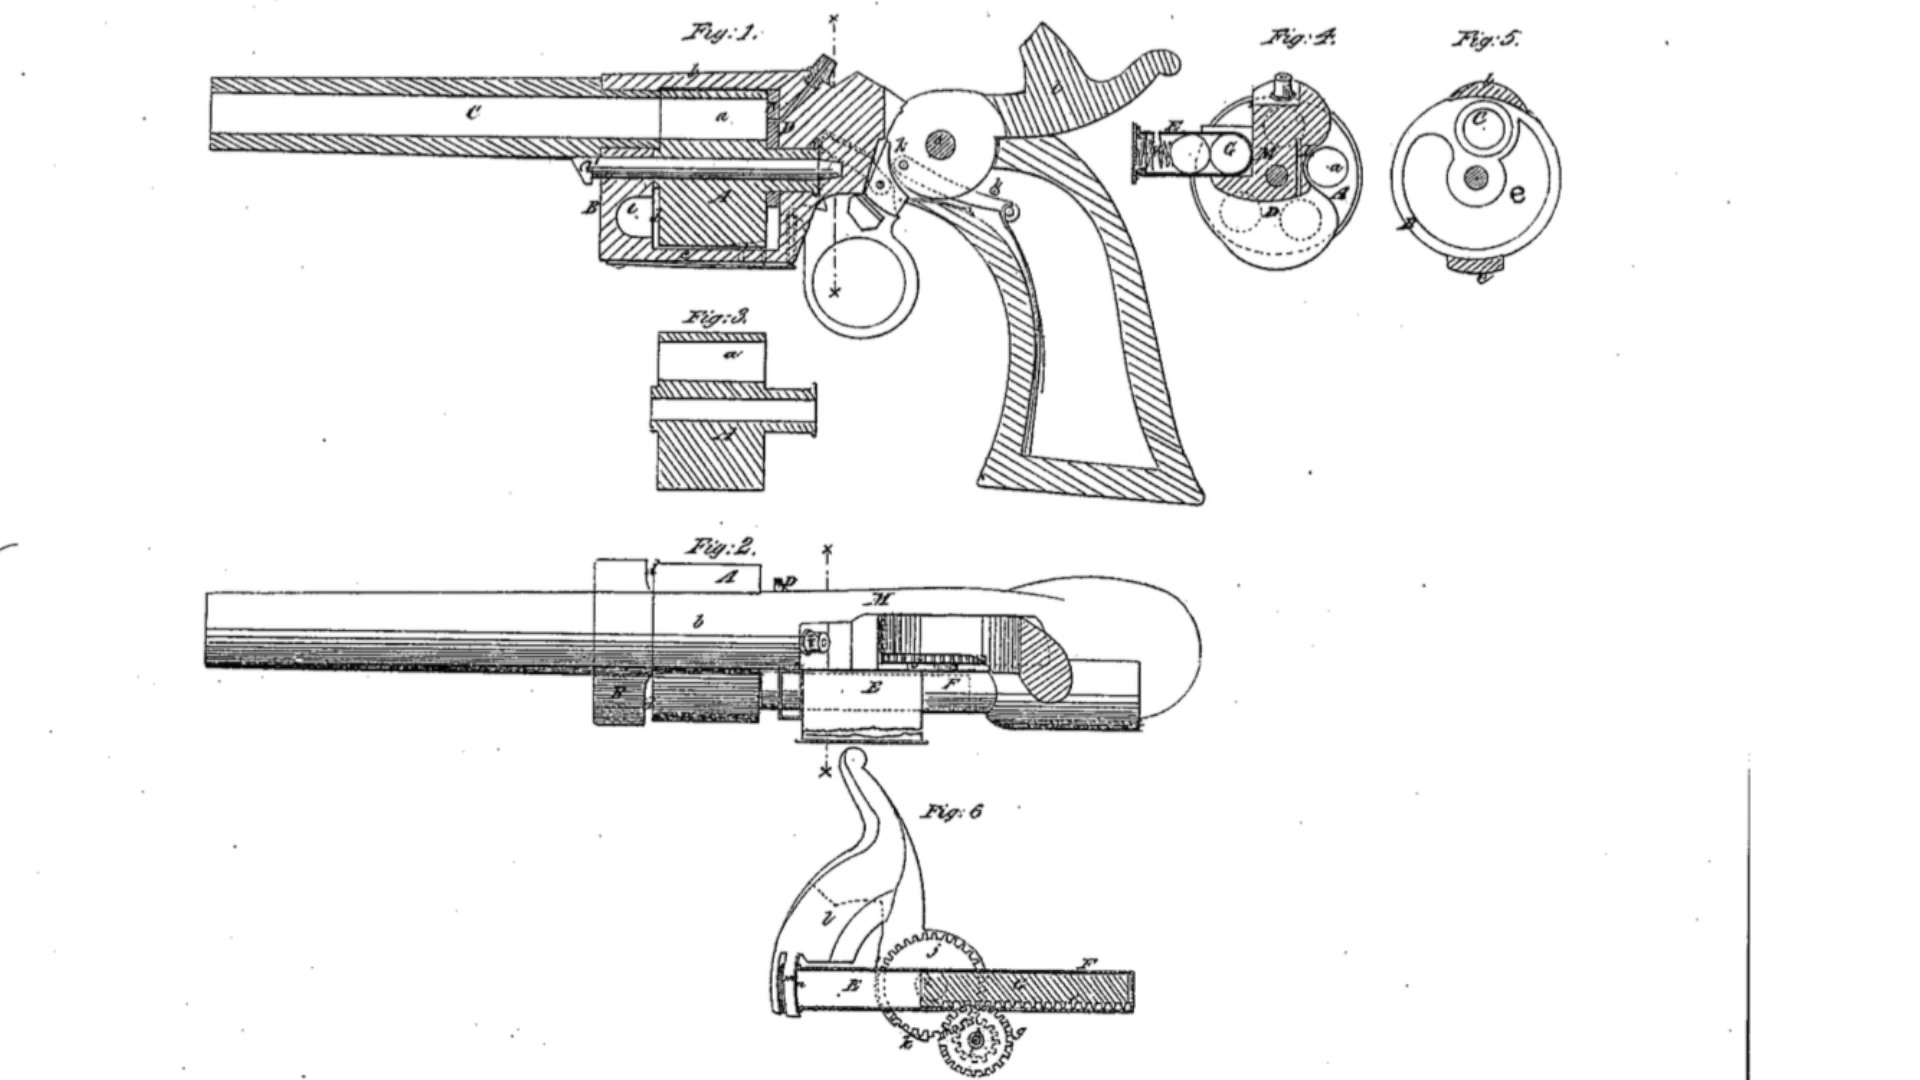 Fig: 1.
Fig: 4.
Fig: 5.
b
b
C
a
D
F
G
M
a
A
D
C
e
B
A
B
i
k
g
Fig: 3.
a
A
Fig: 2.
A
D
M
b
B
E
F
Fig: 6
l
j
E
F
G
k
g